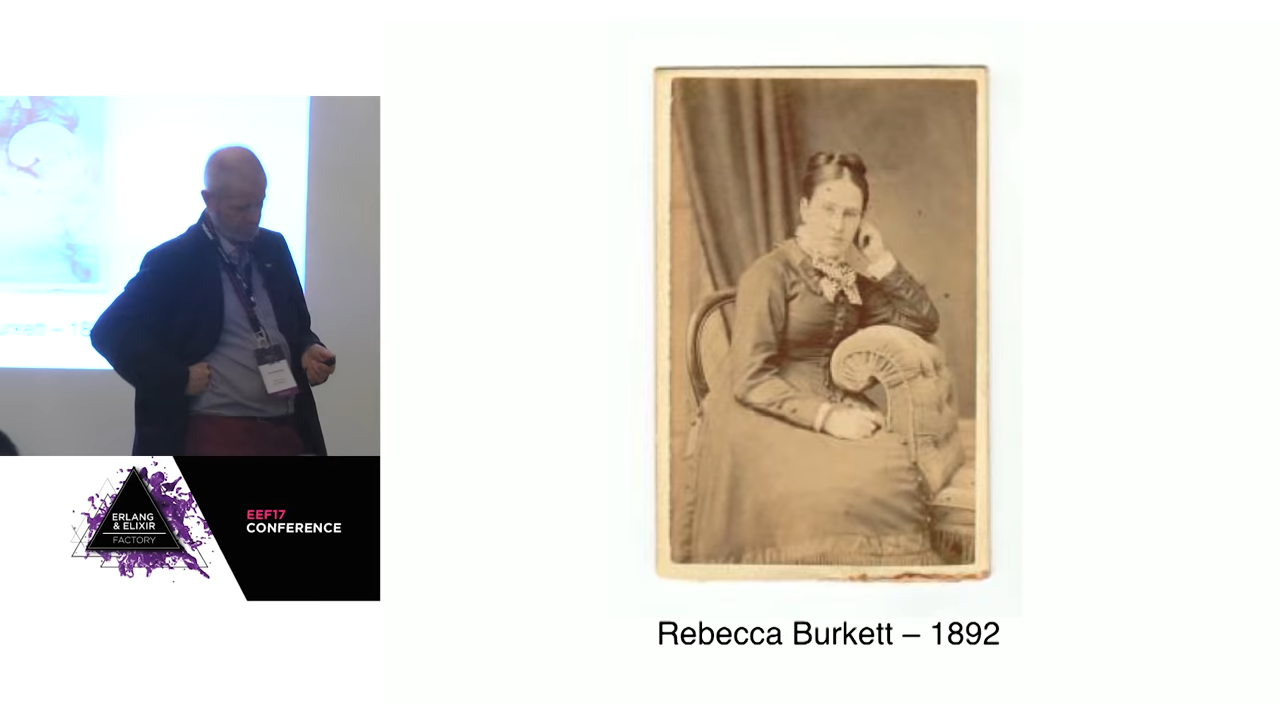 ERLANG
& ELIXIR
FACTORY
EEF17
CONFERENCE
Rebecca Burkett – 1892